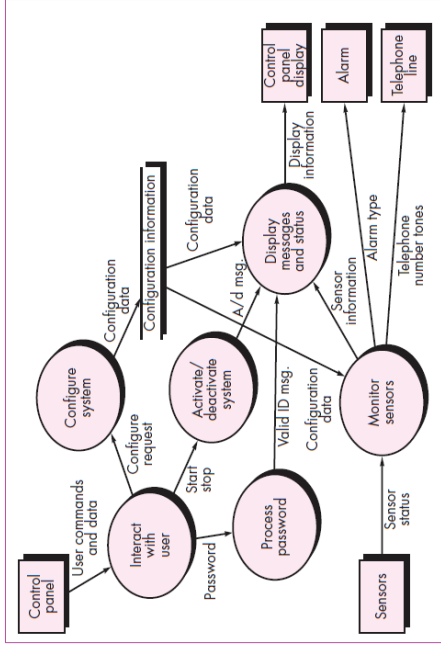 Control
panel
User commands
and data
Interact
with
user
Configure
request
Configure
system
Configuration
data
Configuration information
Configuration
data
Start
stop
Activate/
deactivate
system
A/d msg.
Password
Process
password
Valid ID msg.
Configuration
data
Display
messages
and status
Display
information
Control
panel
display
Sensors
Sensor
status
Monitor
sensors
Sensor
information
Alarm type
Alarm
Telephone
number tones
Telephone
line